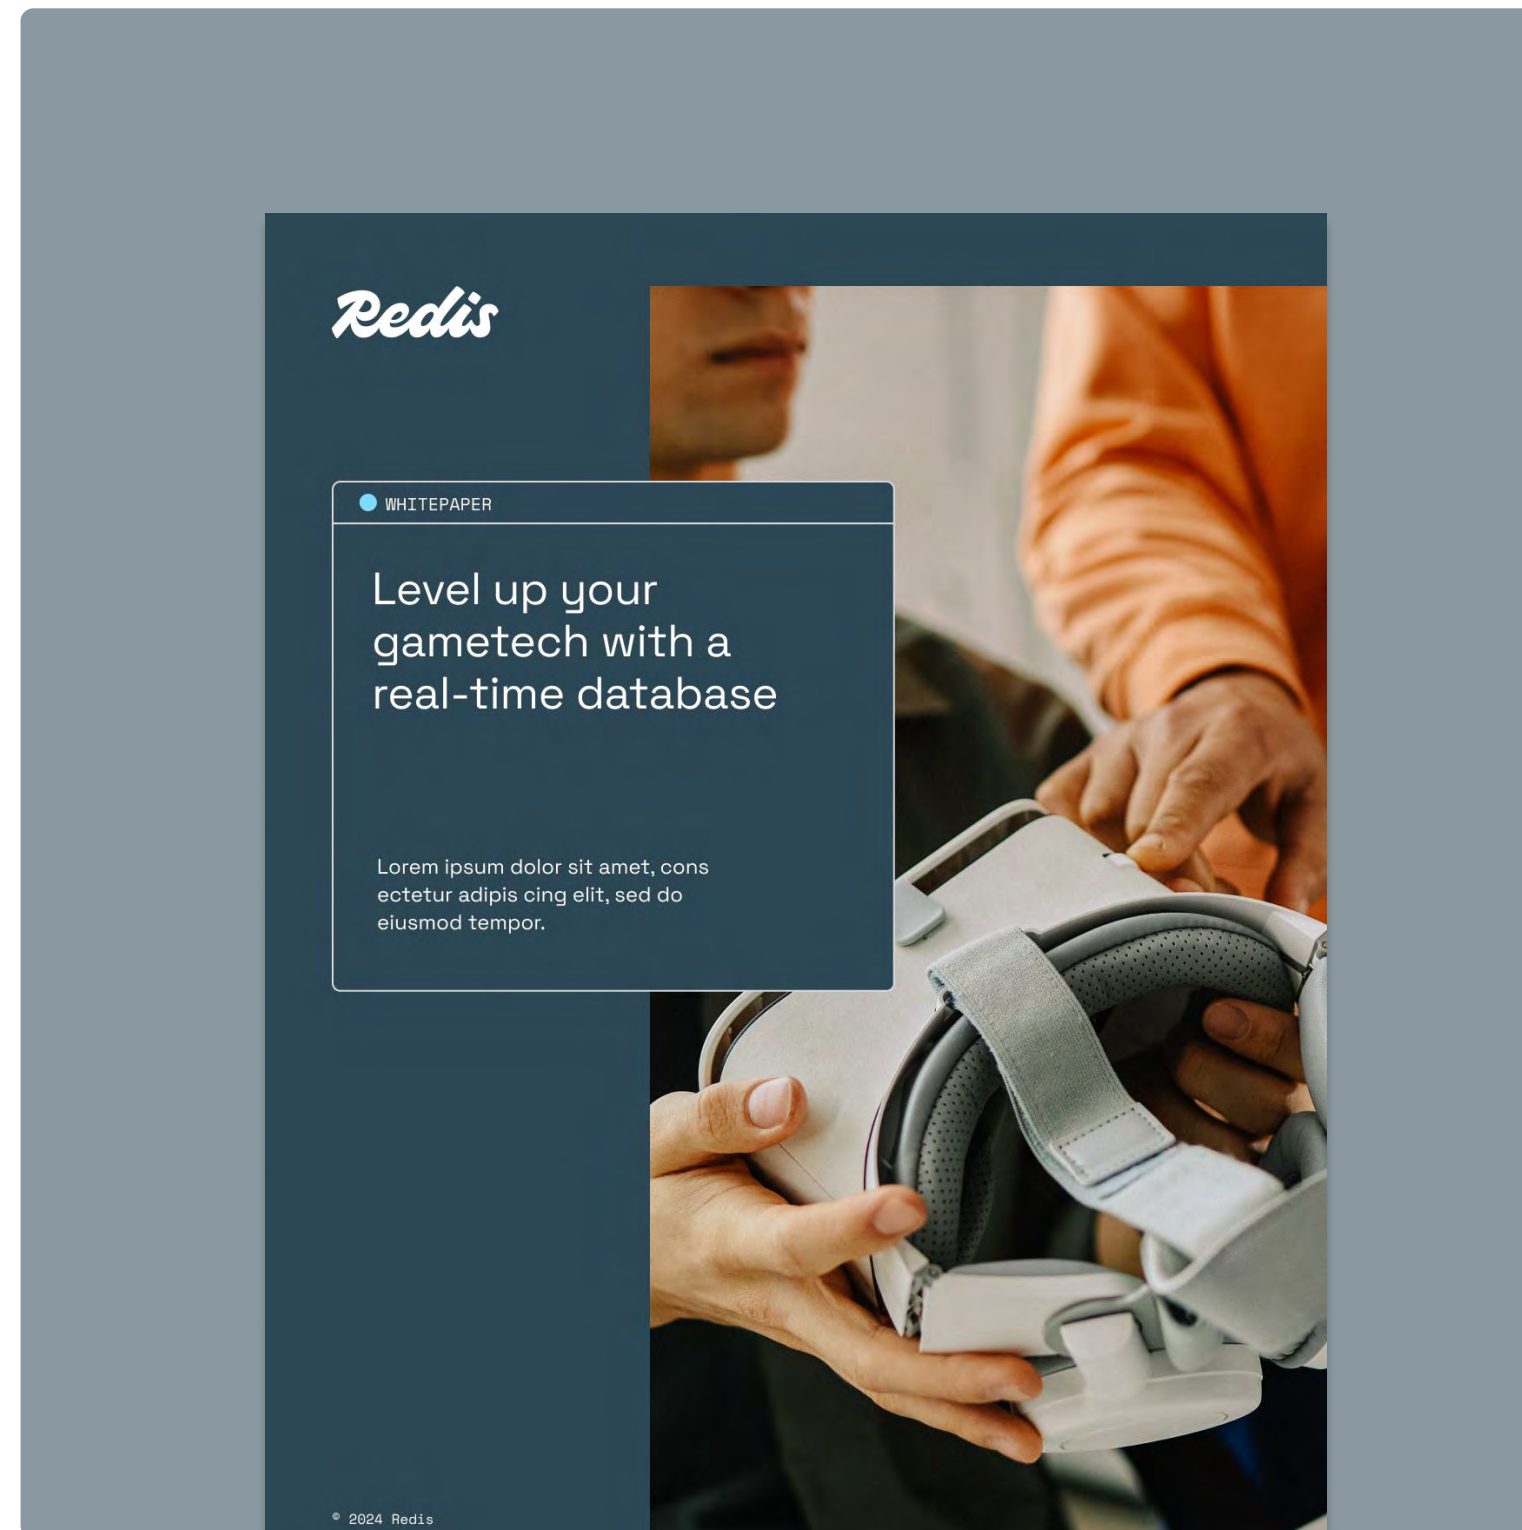 Redis
WHITEPAPER
Level up your
gametech with a
real-time database
Lorem ipsum dolor sit amet, cons
ectetur adipis cing elit, sed do
eiusmod tempor.
© 2024 Redis